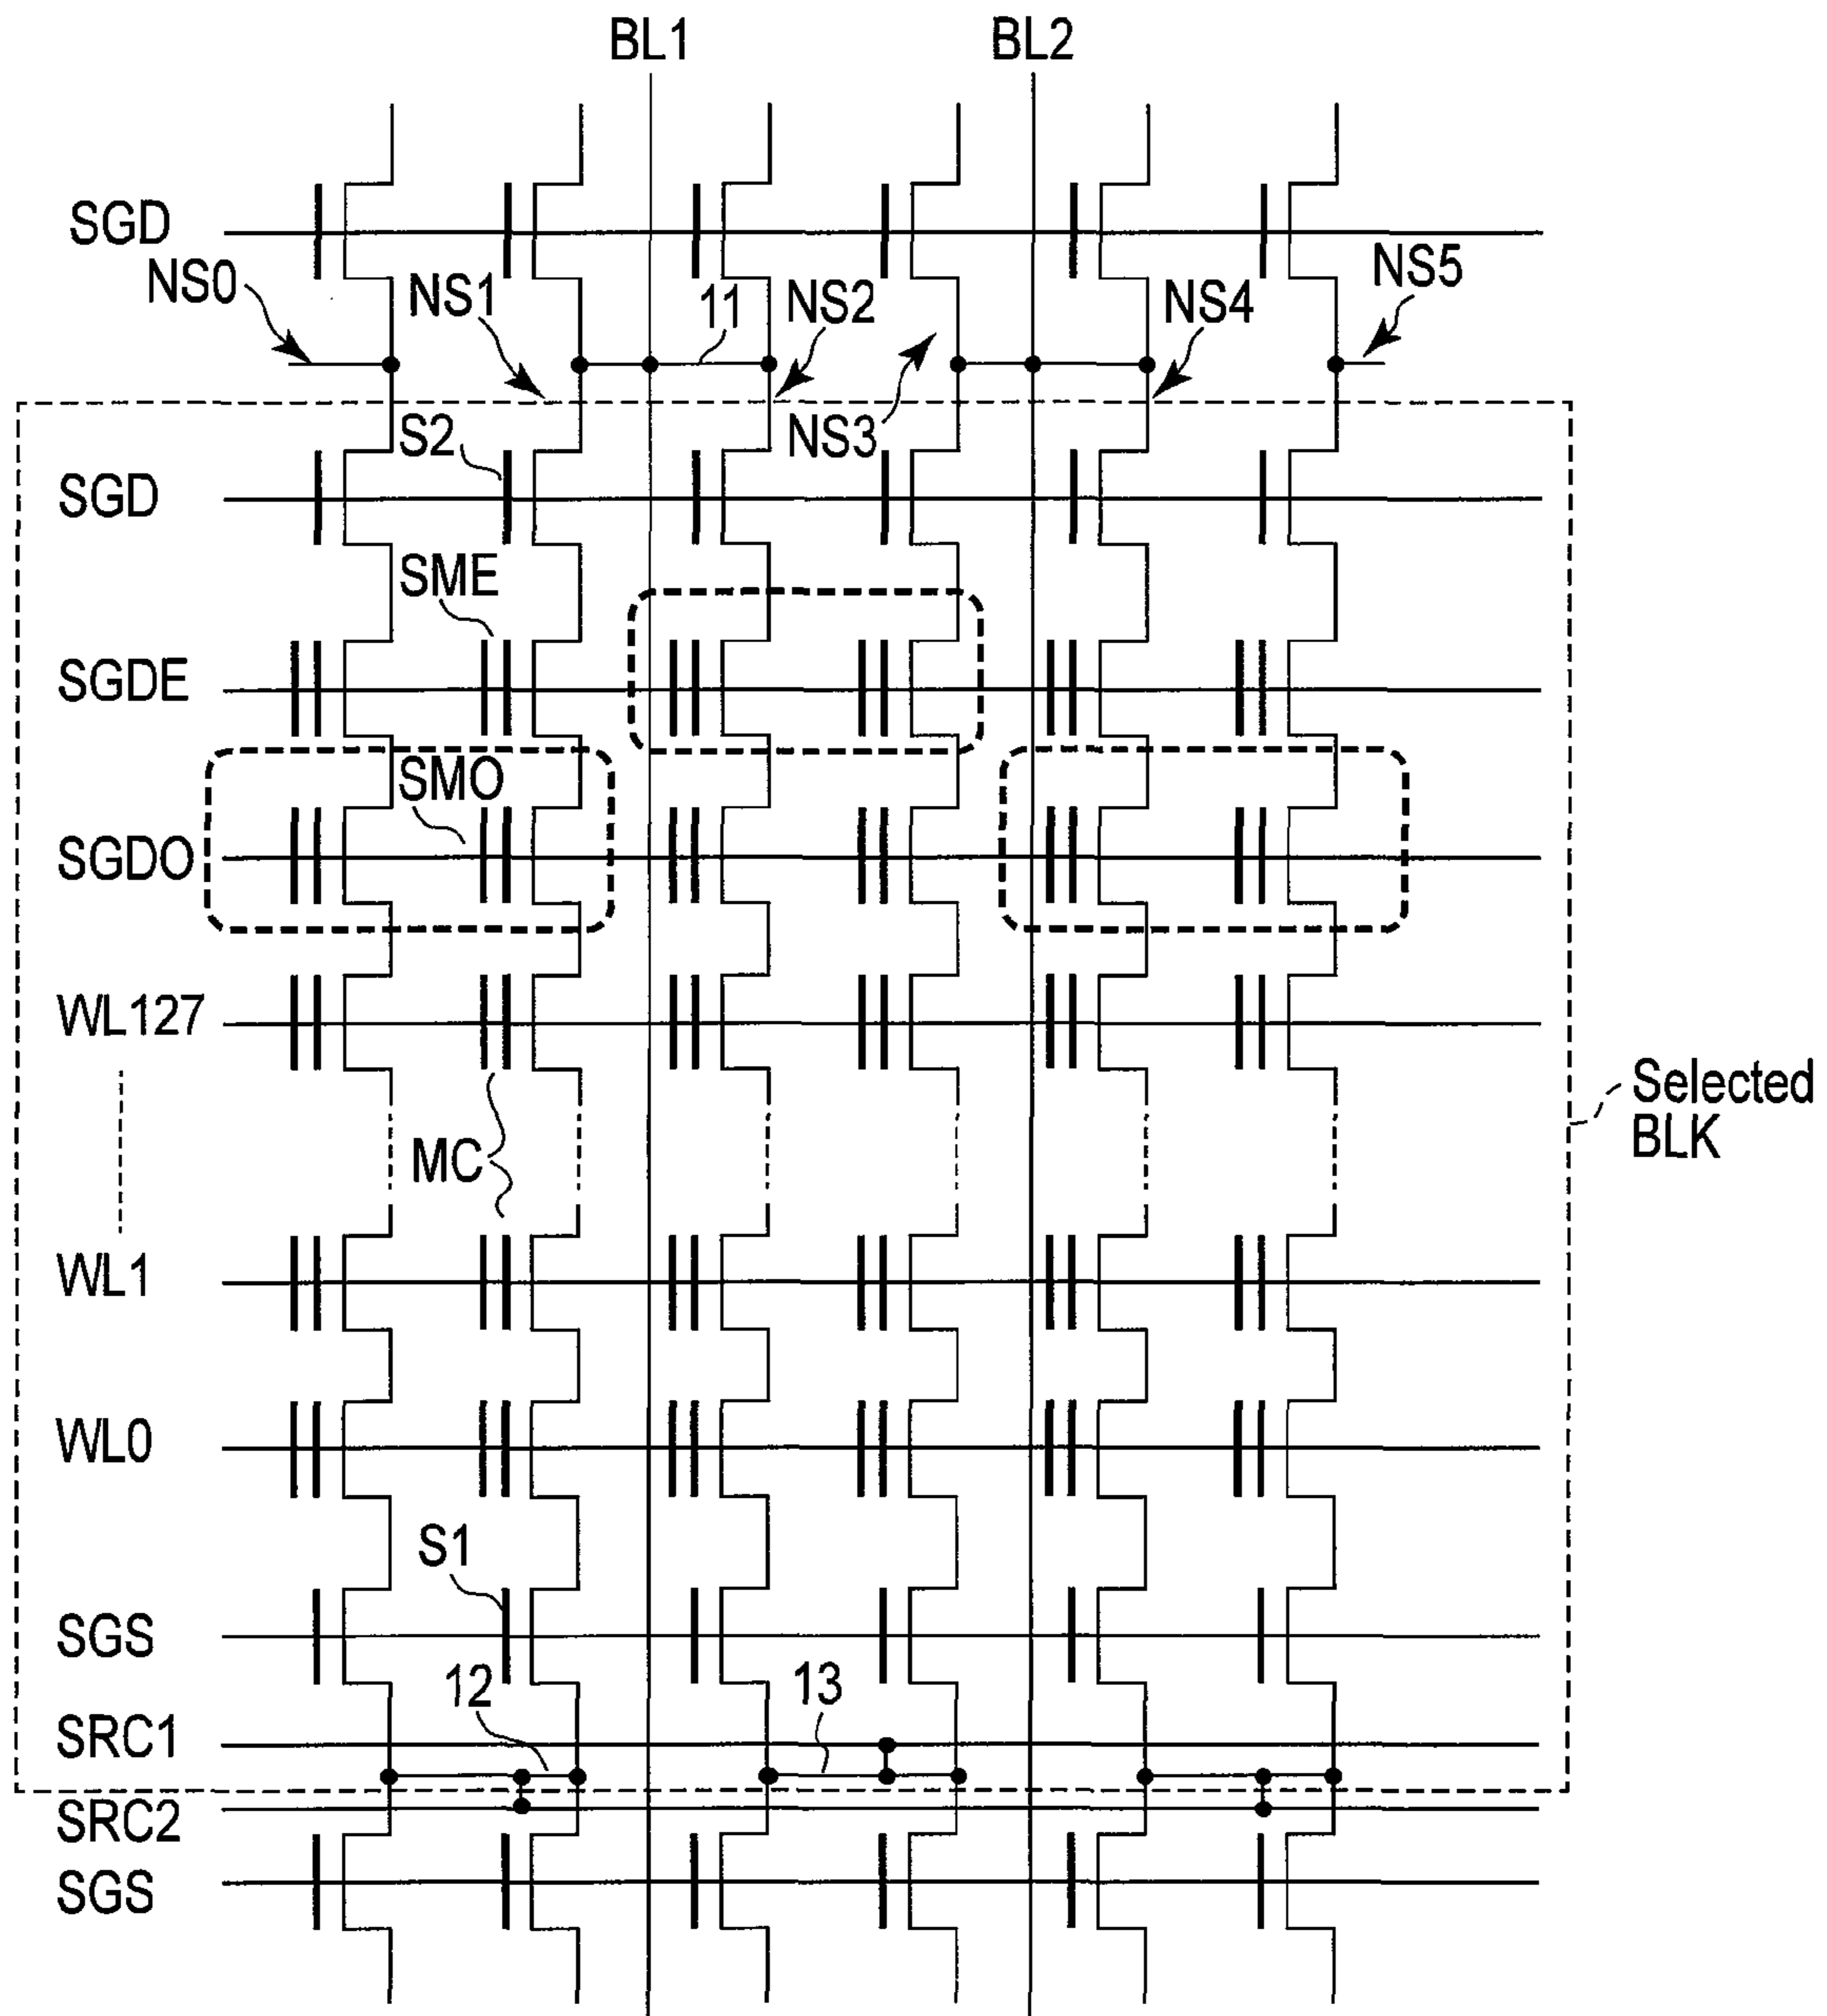 BL1
BL2
SGD
NS0
NS1
11
NS2
NS3
NS4
NS5
S2
SGD
SME
SGDE
SMO
SGDO
WL127
Selected
BLK
MC
WL1
WL0
S1
SGS
12
13
SRC1
SRC2
SGS